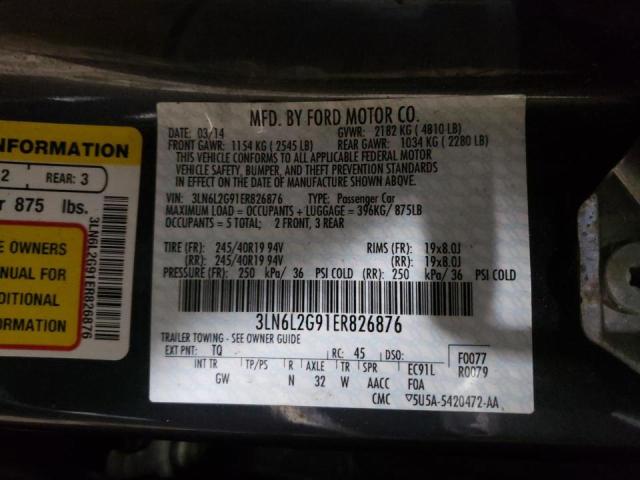 MFD. BY FORD MOTOR CO.
DATE: 03/14 GVWR: 2182 KG ( 4810 LB)
FRONT GAWR: 1154 KG ( 2545 LB) REAR GAWR: 1034 KG ( 2280 LB)
THIS VEHICLE CONFORMS TO ALL APPLICABLE FEDERAL MOTOR
VEHICLE SAFETY, BUMPER, AND THEFT PREVENTION STANDARDS
IN EFFECT ON THE DATE OF MANUFACTURE SHOWN ABOVE.
VIN: 3LN6L2G91ER826876 TYPE: Passenger Car
MAXIMUM LOAD = OCCUPANTS + LUGGAGE = 396KG/ 875LB
OCCUPANTS = 5 TOTAL; 2 FRONT, 3 REAR
TIRE (FR): 245/40R19 94V RIMS (FR): 19x8.0J
(RR): 245/40R19 94V (RR): 19x8.0J
PRESSURE (FR): 250 kPa/ 36 PSI COLD (RR): 250 kPa/ 36 PSI COLD
3LN6L2G91ER826876
TRAILER TOWING - SEE OWNER GUIDE
EXT PNT: TQ RC: 45 DSO: F0077
INT TR TP/PS R AXLE TR SPR EC91L R0079
GW N 32 W AACC FOA
CMC ▽5U5A-5420472-AA
INFORMATION
2 REAR: 3
r 875 lbs.
E OWNERS
NUAL FOR
DDITIONAL
ORMATION
3LN6L2G91ER826876